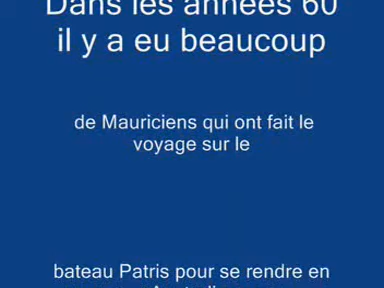 Dans les années 60
il y a eu beaucoup
de Mauriciens qui ont fait le
voyage sur le
bateau Patris pour se rendre en